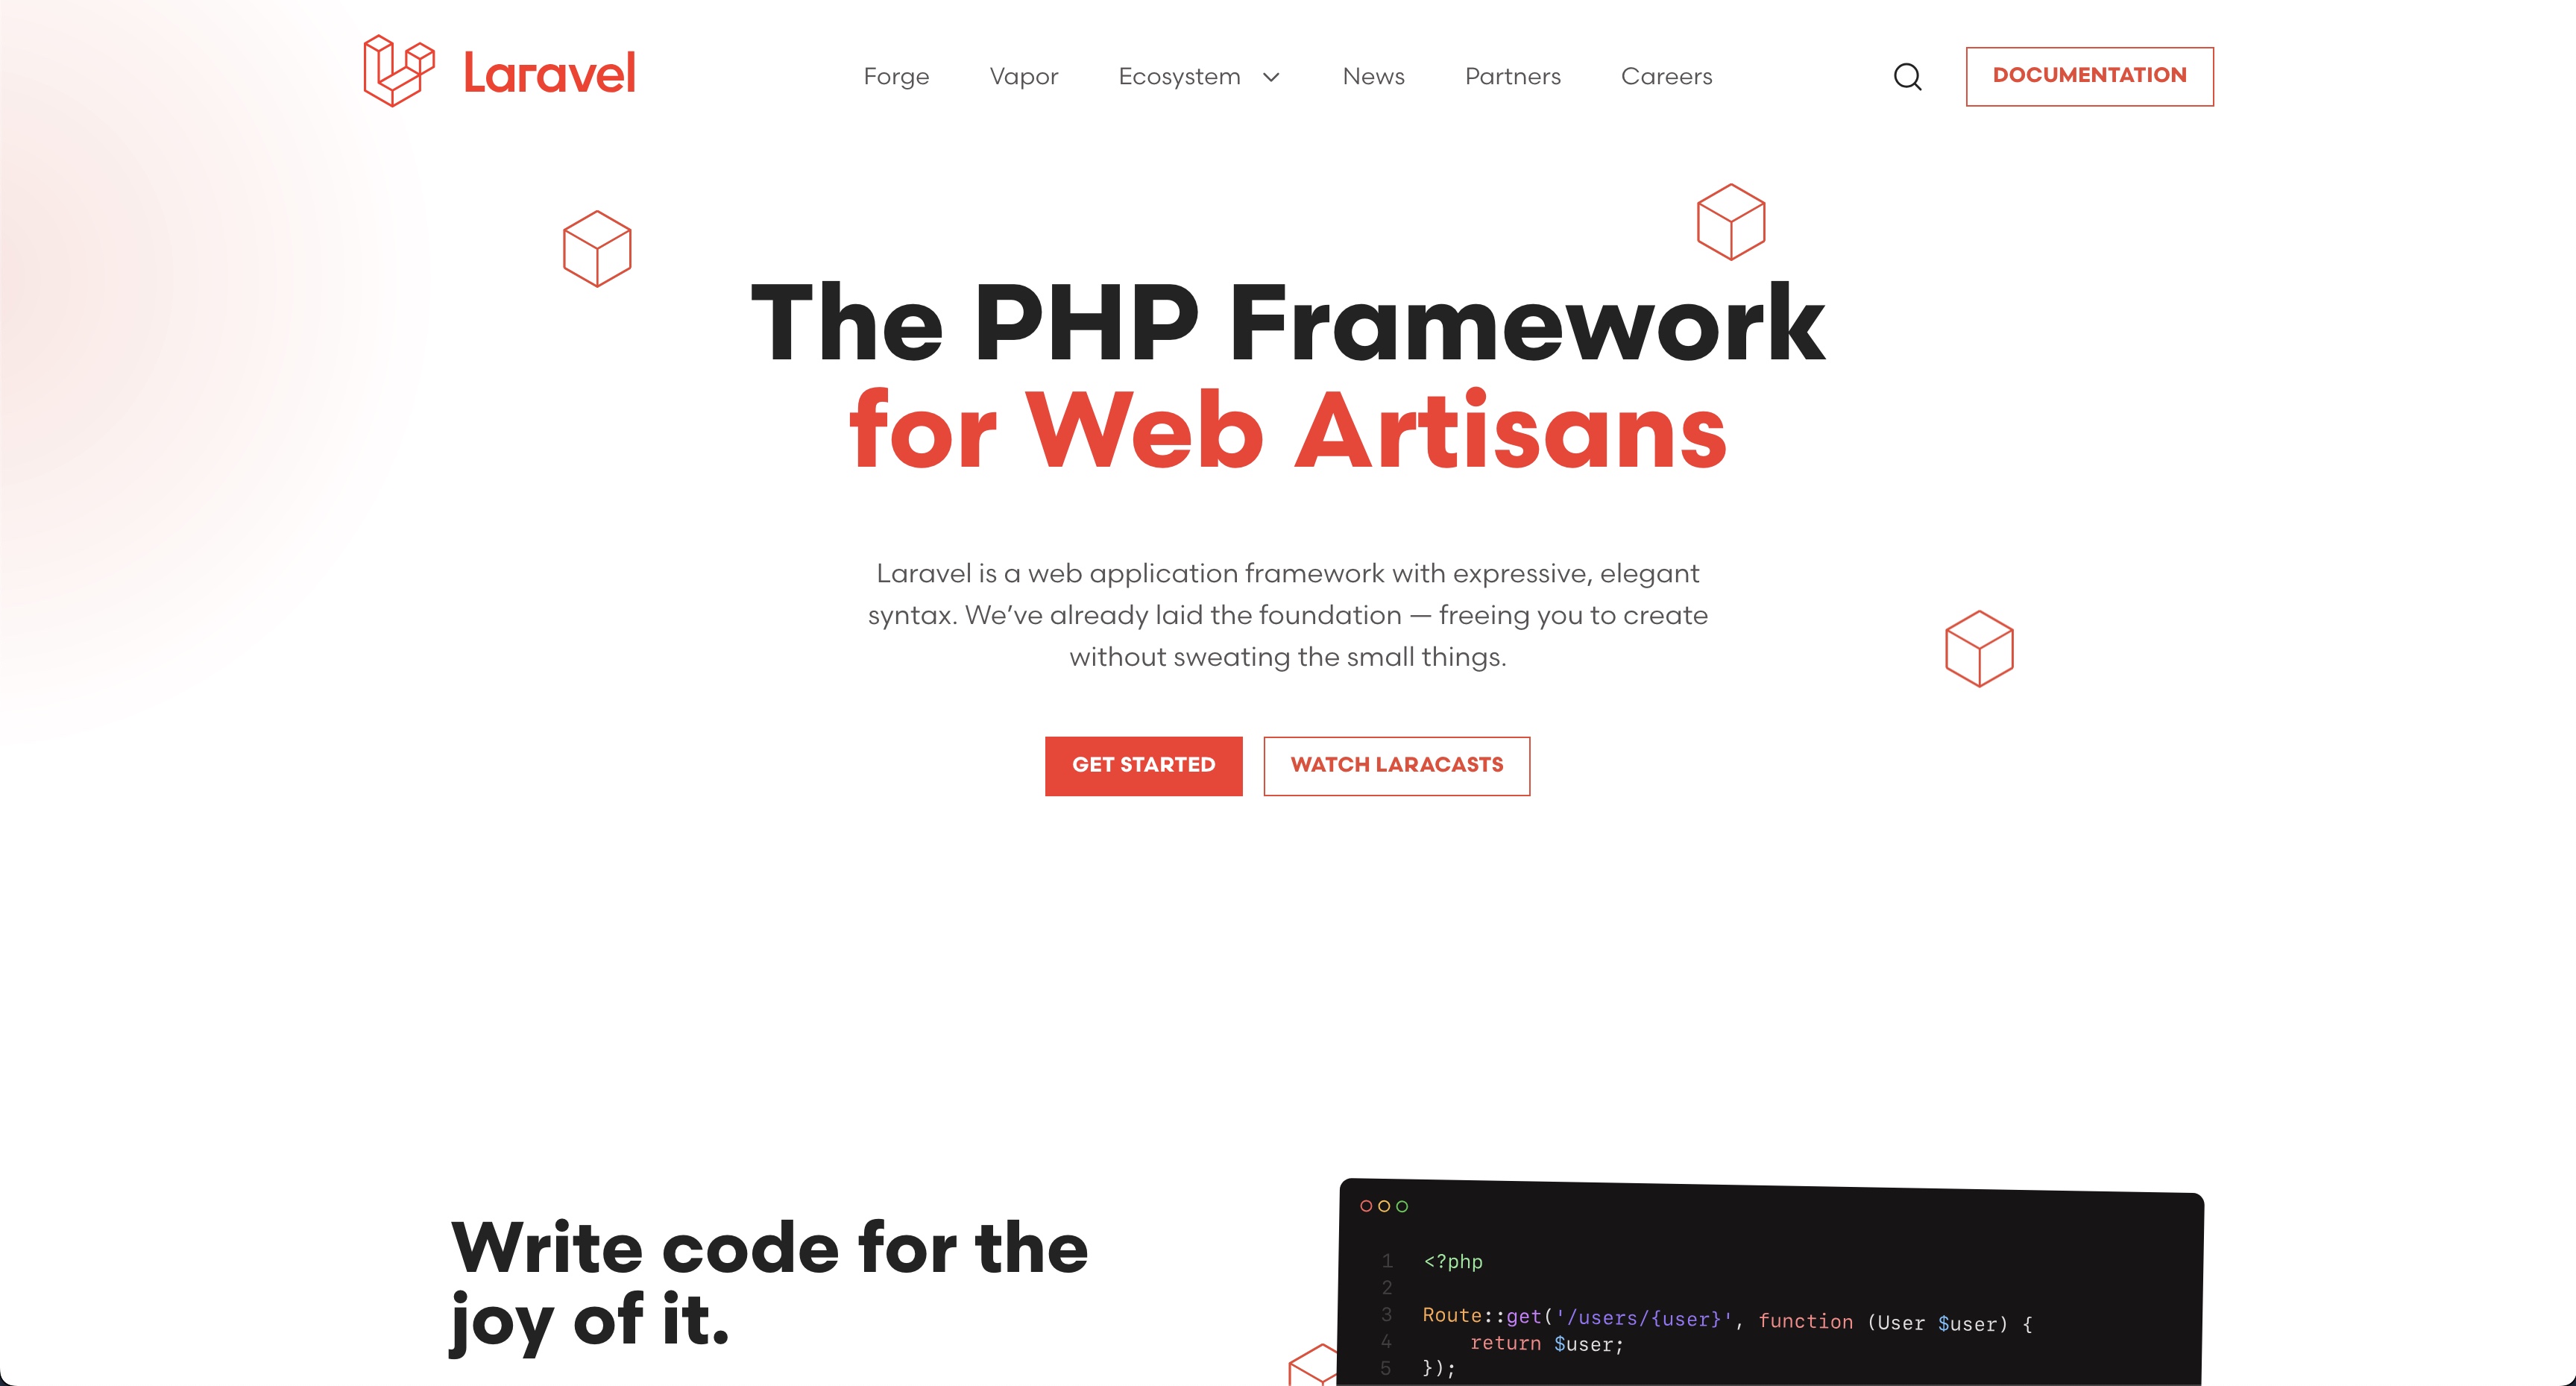 Laravel
Forge
Vapor
Ecosystem
News
Partners
Careers
DOCUMENTATION
The PHP Framework
for Web Artisans
Laravel is a web application framework with expressive, elegant
syntax. We’ve already laid the foundation — freeing you to create
without sweating the small things.
GET STARTED
WATCH LARACASTS
Write code for the
joy of it.
1 <?php
2
3 Route::get('/users/{user}', function (User $user) {
4     return $user;
5 });